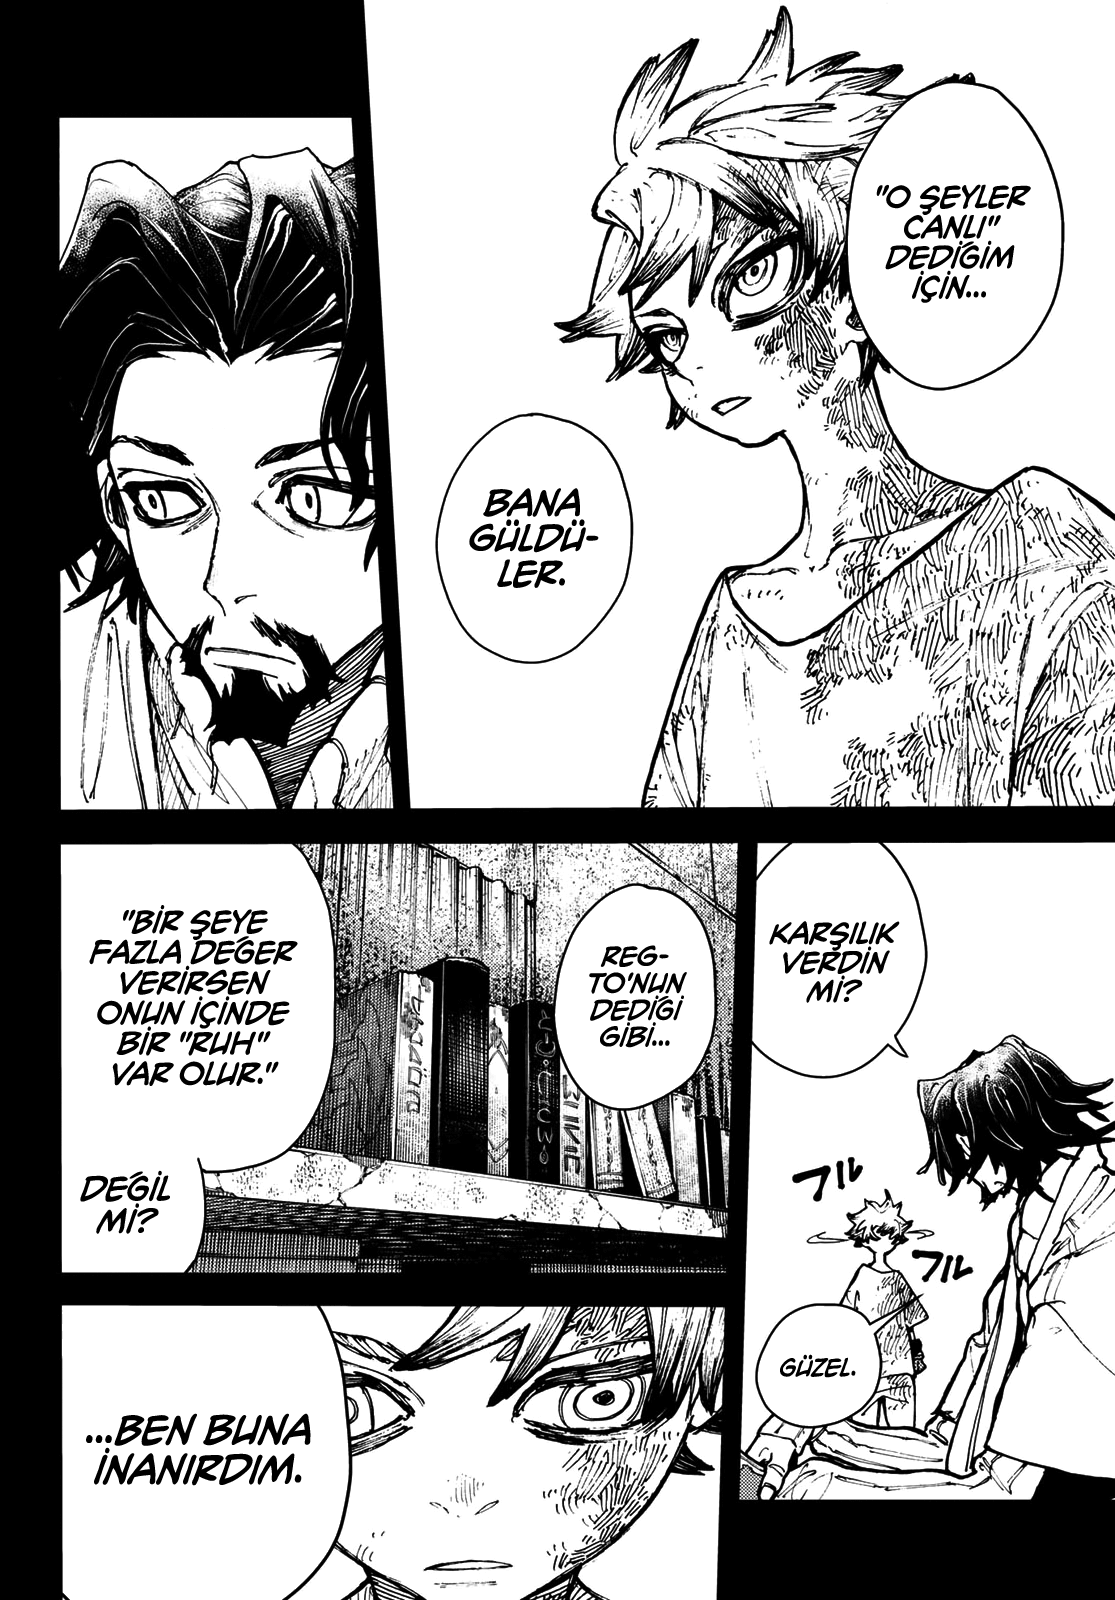 "O ŞEYLER
CANLI"
DEDİĞİM
İÇİN...
BANA
GÜLDÜ-
LER.
KARŞILIK
VERDİN
Mİ?
フルフル
GÜZEL.
REG-
TO'NUN
DEDİĞİ
GİBİ...
"BİR ŞEYE
FAZLA DEĞER
VERİRSEN
ONUN İÇİNDE
BİR "RUH"
VAR OLUR."
DEĞİL
Mİ?
...BEN BUNA
İNANIRDIM.